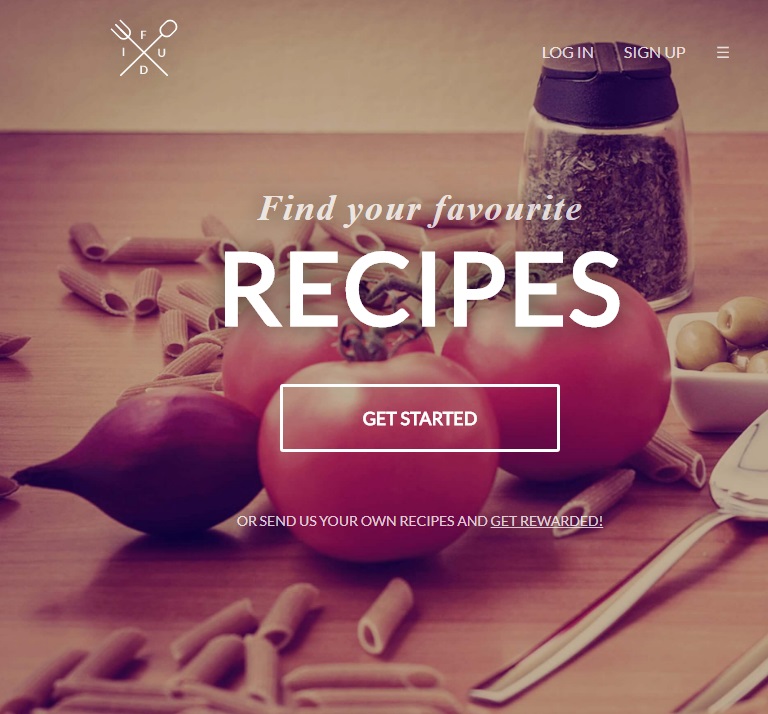 F
I U
D
LOG IN SIGN UP
Find your favourite
RECIPES
GET STARTED
OR SEND US YOUR OWN RECIPES AND GET REWARDED!